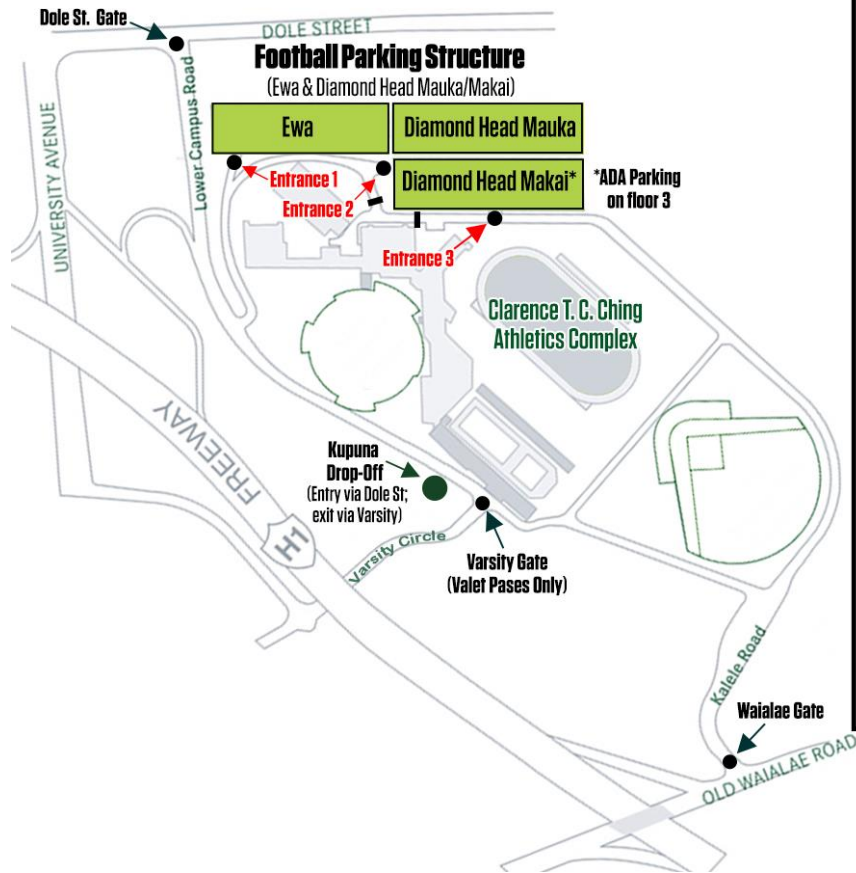 Dole St. Gate
DOLE STREET
Football Parking Structure
(Ewa & Diamond Head Mauka/Makai)
UNIVERSITY AVENUE
Lower Campus Road
Ewa
Diamond Head Mauka
Diamond Head Makai*
*ADA Parking
on floor 3
Entrance 1
Entrance 2
Entrance 3
Clarence T. C. Ching
Athletics Complex
FREEWAY
H1
Kupuna
Drop-Off
(Entry via Dole St;
exit via Varsity)
Varsity Circle
Varsity Gate
(Valet Pases Only)
Kalele Road
Waialae Gate
OLD WAIALAE ROAD